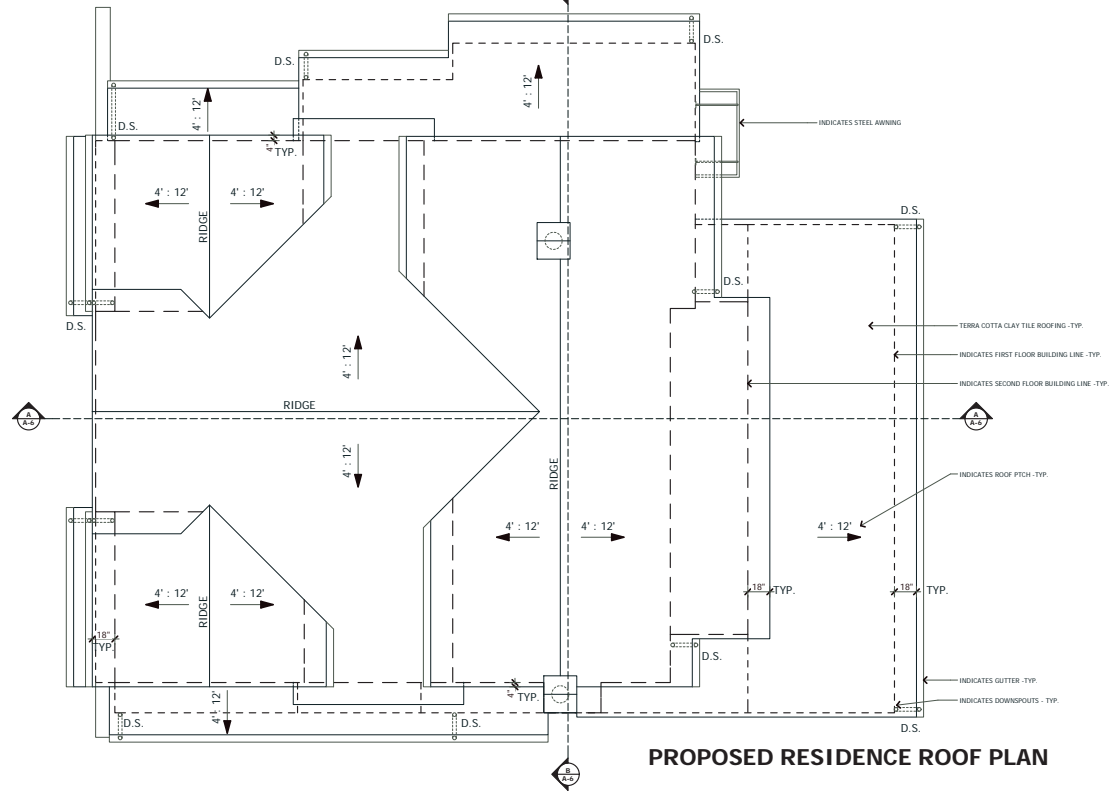 D.S.
D.S.
4' : 12'
4' : 12'
D.S.
INDICATES STEEL AWNING
4"
TYP.
4' : 12'
4' : 12'
RIDGE
D.S.
D.S.
D.S.
TERRA COTTA CLAY TILE ROOFING -TYP.
4' : 12'
INDICATES FIRST FLOOR BUILDING LINE -TYP.
INDICATES SECOND FLOOR BUILDING LINE -TYP.
RIDGE
A
A-6
A
A-6
4' : 12'
RIDGE
INDICATES ROOF PTCH -TYP.
4' : 12'
4' : 12'
4' : 12'
4' : 12'
4' : 12'
RIDGE
18"
TYP.
18"
TYP.
18"
TYP.
D.S.
INDICATES GUTTER -TYP.
4"
TYP.
INDICATES DOWNSPOUTS - TYP.
4' : 12'
D.S.
D.S.
D.S.
PROPOSED RESIDENCE ROOF PLAN
B
A-6